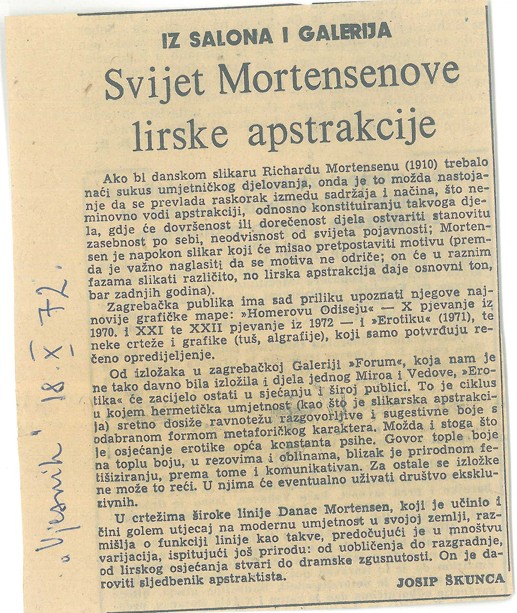 IZ SALONA I GALERIJA
Svijet Mortensenove
lirske apstrakcije
Ako bi danskom slikaru Richardu Mortensenu (1910) trebalo
naći sukus umjetničkog djelovanja, onda je to možda nastoja-
nje da se prevlada raskorak između sadržaja i načina, što ne-
minovno vodi apstrakciji, odnosno konstituiranju takvoga dje-
la, gdje će dovršenost ili dorečenost djela ostvariti stanovitu
zasebnost po sebi, neodvisnost od svijeta pojavnosti; Morten-
sen je napokon slikar koji će misao pretpostaviti motivu (prem-
da je važno naglasiti da se motiva ne odriče; on će u raznim
fazama slikati različito, no lirska apstrakcija daje osnovni ton,
bar zadnjih godina).
Zagrebačka publika ima sad priliku upoznati njegove naj-
novije grafičke mape: »Homerovu Odiseju« — X pjevanje iz
1970. i XXI te XXII pjevanje iz 1972 — i »Erotiku« (1971), te
neke crteže i grafike (tuš, algrafije), koji samo potvrđuju re-
čeno opredijeljenje.
Od izložaka u zagrebačkoj Galeriji »Forum«, koja nam je
ne tako davno bila izložila i djela jednog Miroa i Vedove, »Ero-
tika« će zacijelo ostati u sjećanju i široj publici. To je ciklus
u kojem hermetička umjetnost (kao što je slikarska apstrakci-
ja) sretno dosiže ravnotežu razgovorljive i sugestivne boje s
odabranom formom metaforičkog karaktera. Možda i stoga što
je osjećanje erotike opća konstanta psihe. Govor tople boje
na toplu boju, u rezovima i oblinama, blizak je prirodnom fe-
tišiziranju, prema tome i komunikativan. Za ostale se izložke
ne može to reći. U njima će eventualno uživati društvo eksklu-
zivnih.
U crtežima široke linije Danac Mortensen, koji je učinio i
čini golem utjecaj na modernu umjetnost u svojoj zemlji, raz-
mišlja o funkciji linije kao takve, predočujući je u mnoštvu
varijacija, ispitujući još prirodu: od uobličenja do razgradnje,
od lirskog osjećanja stvari do dramske zgusnutosti. On je da-
roviti sljedbenik apstraktista.
JOSIP ŠKUNCA
„Vjesnik" 18. X 72.